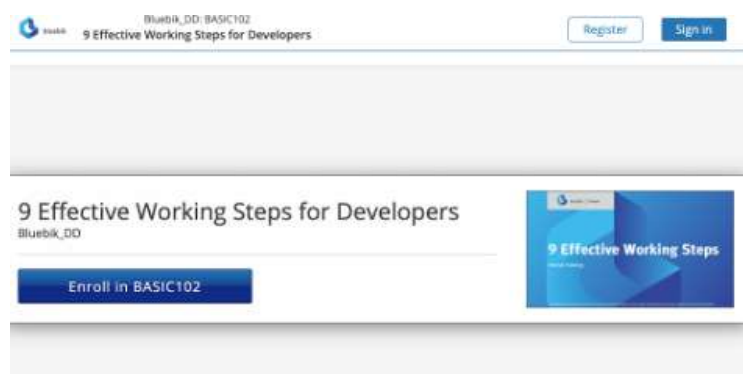 Bluebik_DD: BASIC102
bluebik
9 Effective Working Steps for Developers
Register
Sign in
9 Effective Working Steps for Developers
Bluebik_DD
Enroll in BASIC102
9 Effective Working Steps